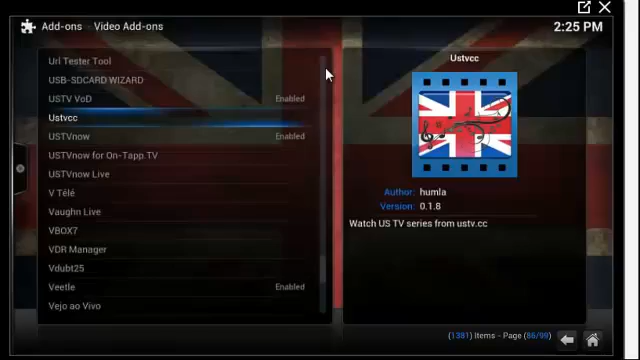 Add-ons Video Add-ons
2:25 PM
Url Tester Tool
USB-SDCARD WIZARD
USTV VoD Enabled
Ustvcc
USTVnow Enabled
USTVnow for On-Tapp.TV
USTVnow Live
V Télé
Vaughn Live
VBOX7
VDR Manager
Vdubt25
Veetle Enabled
Vejo ao Vivo
Ustvcc
Author: humla
Version: 0.1.8
Watch US TV series from ustv.cc
(1381) Items - Page (86/99)